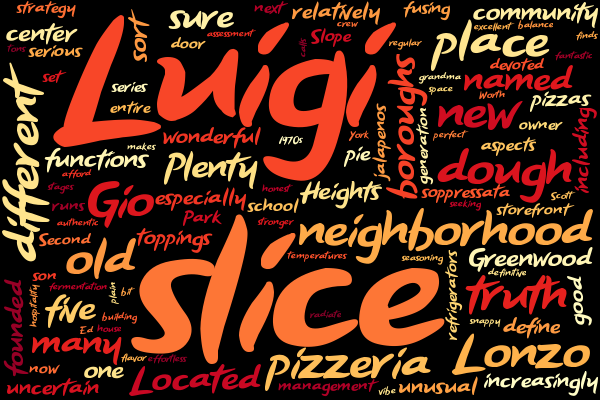 strategy
sure
next
relatively
fusing
community
center
sort
door
assessment
Luigi
crew
Slope
calls
regular
place
excellent
balance
finds
tons
serious
set
series
entire
different
functions
makes
wonderful
1970s
York
pie
jalapenos
boroughs
generation
grandma
space
devoted
fantastic
named
worth
pizzas
new
owner
perfect
aspects
including
dough
afford
Plenty
honest
Heights
soppressata
seeking
Scott
storefront
stages
runs
Gio
especially
school
authentic
Park
stronger
neighborhood
Second
toppings
old
slice
temperatures
seasoning
refrigerators
Greenwood
definitive
truth
good
son
fermentation
hospitality
plain
bit
five
building
Ed
house
radiate
snappy
define
founded
many
now
one
flavor
effortless
pizzeria
Lonzo
uncertain
Located
management
vibe
unusual
increasingly